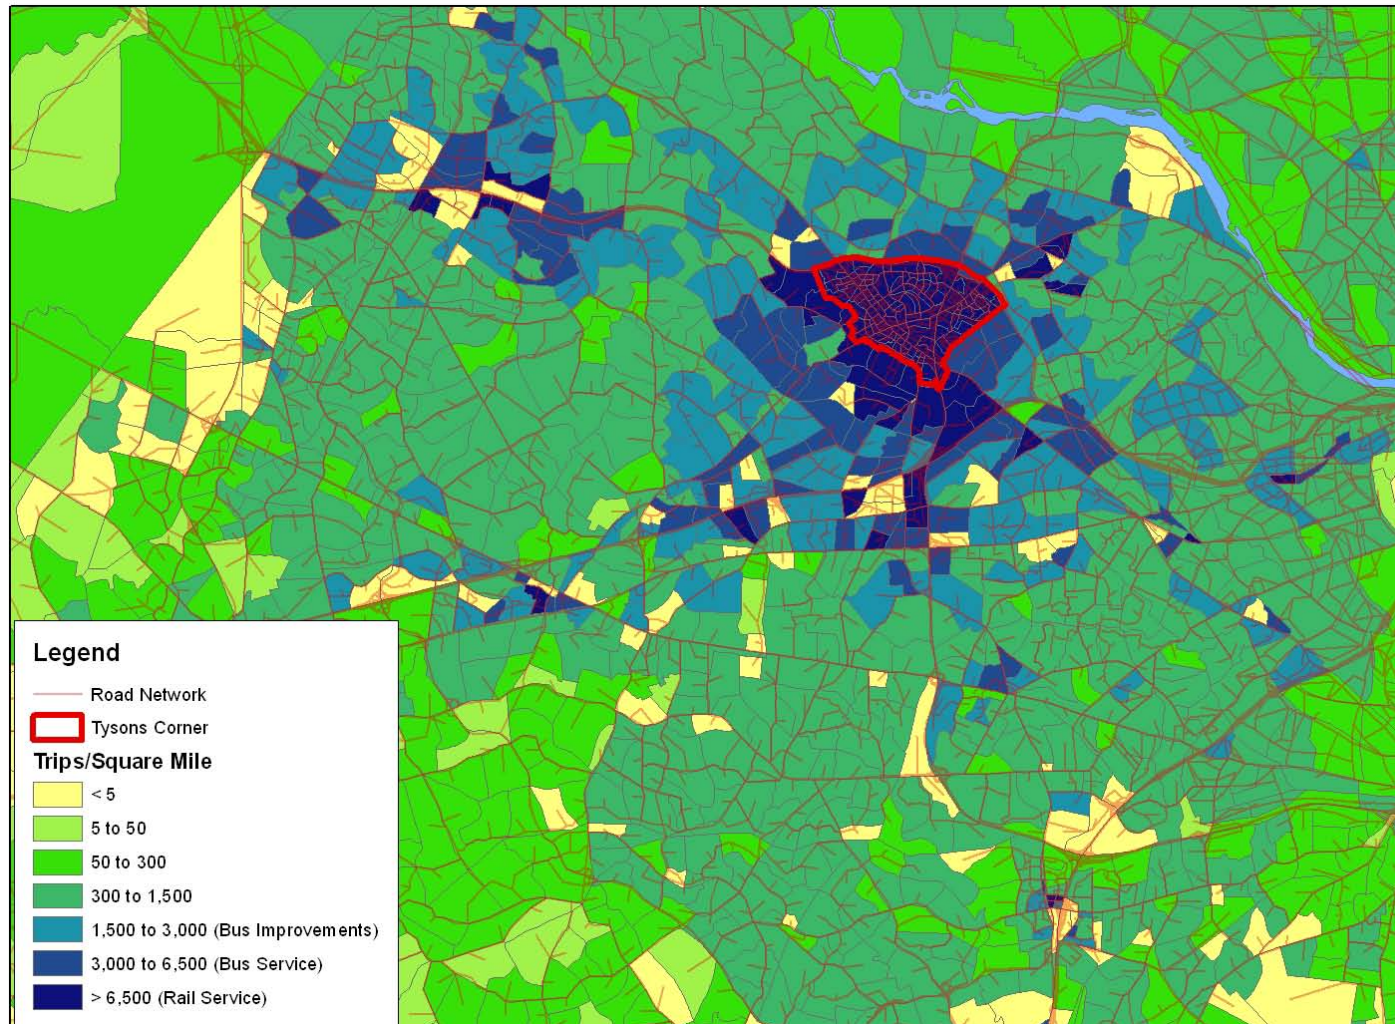 Legend
Road Network
Tysons Corner
Trips/Square Mile
< 5
5 to 50
50 to 300
300 to 1,500
1,500 to 3,000 (Bus Improvements)
3,000 to 6,500 (Bus Service)
> 6,500 (Rail Service)